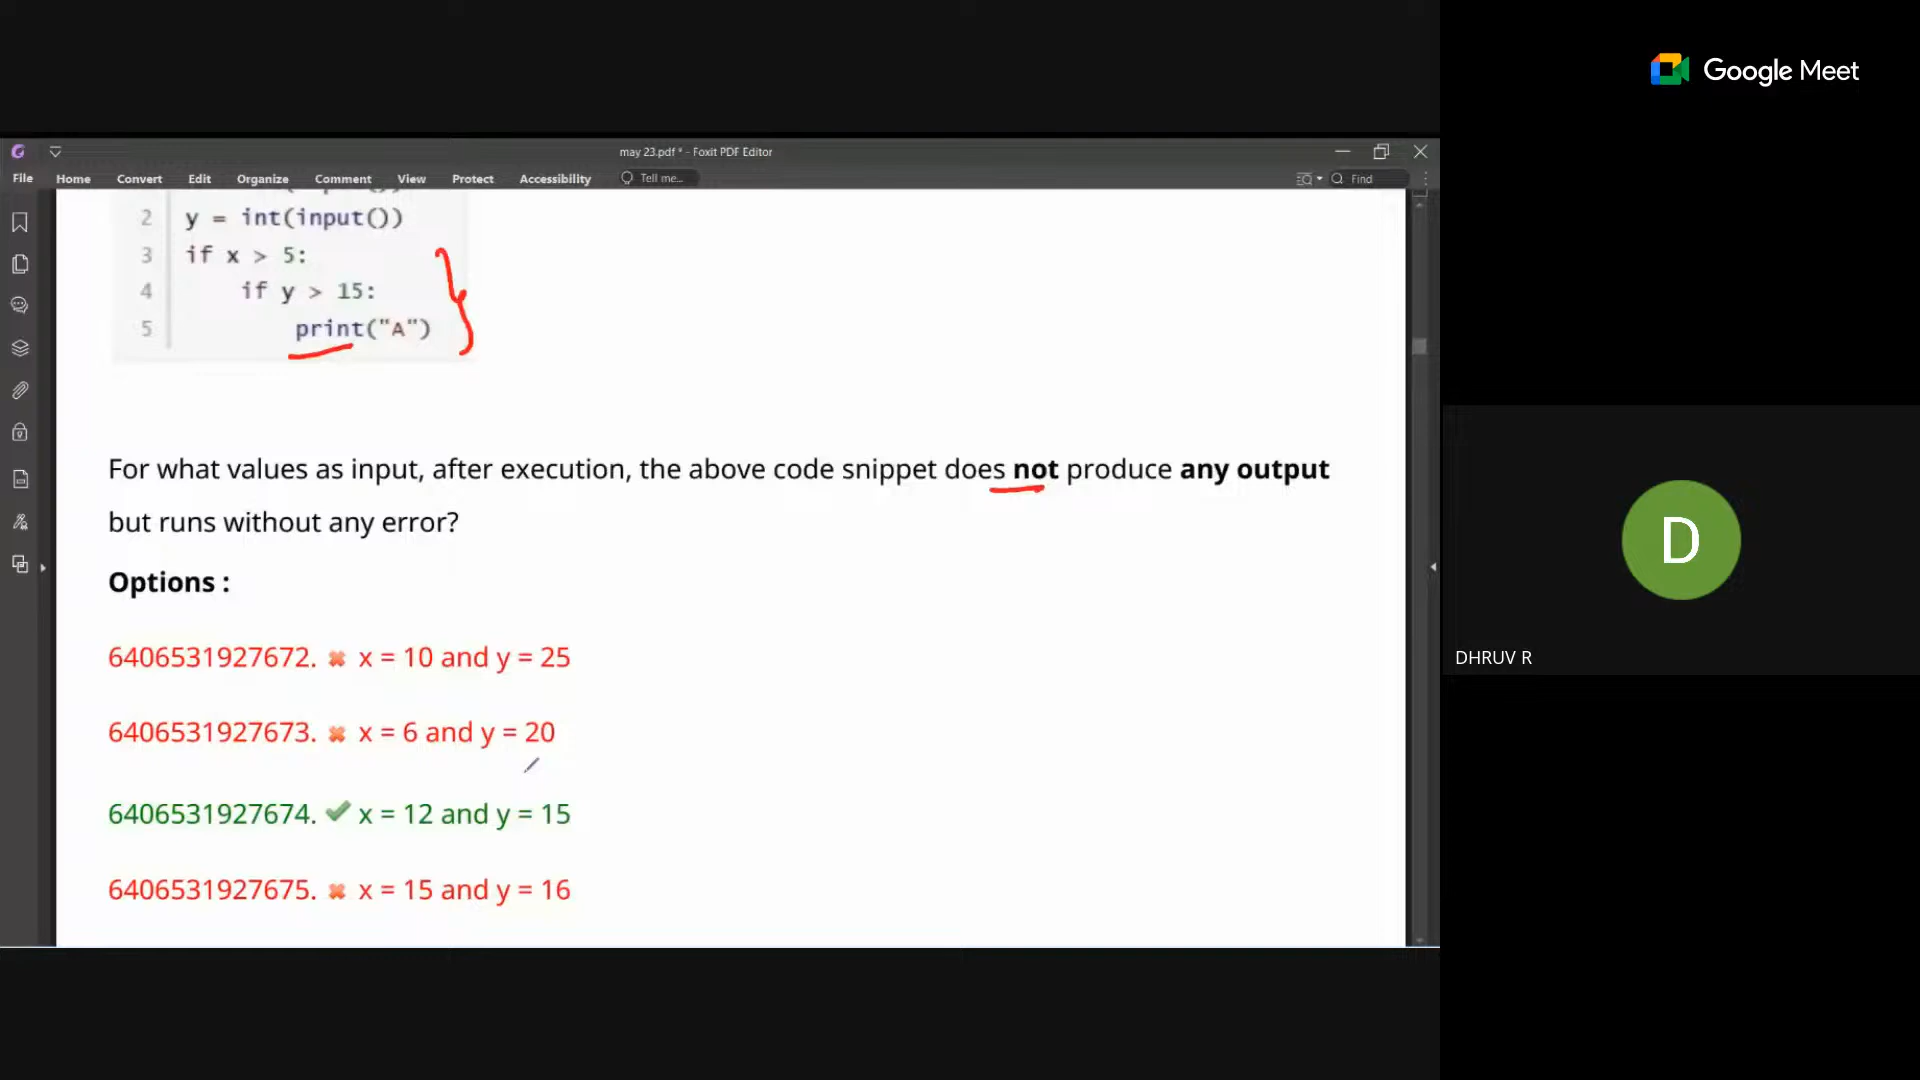 Google Meet
may 23.pdf * - Foxit PDF Editor
File Home Convert Edit Organize Comment View Protect Accessibility Tell me... Find
2 y = int(input())
3 if x > 5:
4 if y > 15:
5 print("A")
For what values as input, after execution, the above code snippet does not produce any output
but runs without any error?
Options :
6406531927672. ✖ x = 10 and y = 25
6406531927673. ✖ x = 6 and y = 20
6406531927674. ✔ x = 12 and y = 15
6406531927675. ✖ x = 15 and y = 16
D
DHRUV R